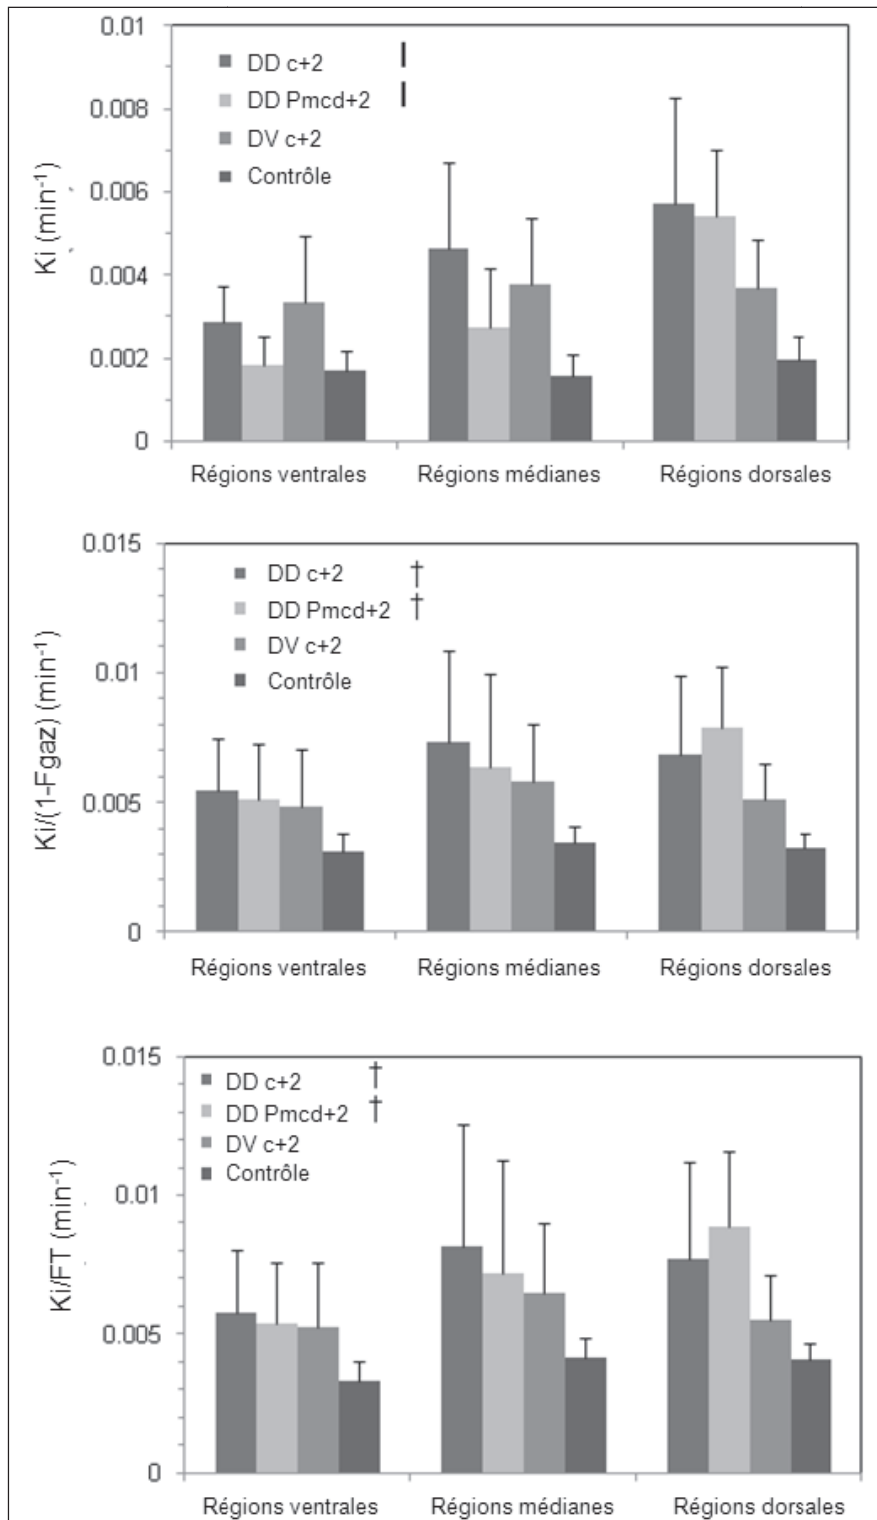 0.01
0.008
0.006
0.004
0.002
0
Ki (min-1)
DD c+2
DD Pmcd+2
DV c+2
Contrôle
Régions ventrales Régions médianes Régions dorsales
0.015
0.01
0.005
0
Ki/(1-Fgaz) (min-1)
DD c+2 †
DD Pmcd+2 †
DV c+2
Contrôle
Régions ventrales Régions médianes Régions dorsales
0.015
0.01
0.005
0
Ki/FT (min-1)
DD c+2 †
DD Pmcd+2 †
DV c+2
Contrôle
Régions ventrales Régions médianes Régions dorsales